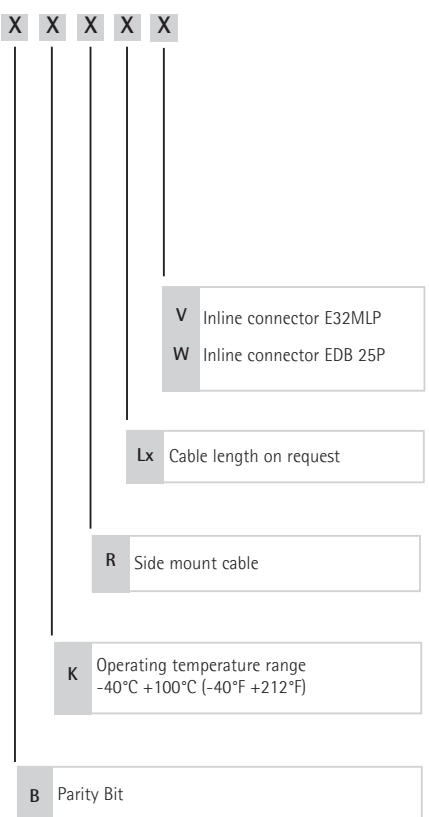 X X X X X
V Inline connector E32MLP
W Inline connector EDB 25P
Lx Cable length on request
R Side mount cable
K Operating temperature range
-40°C +100°C (-40°F +212°F)
B Parity Bit